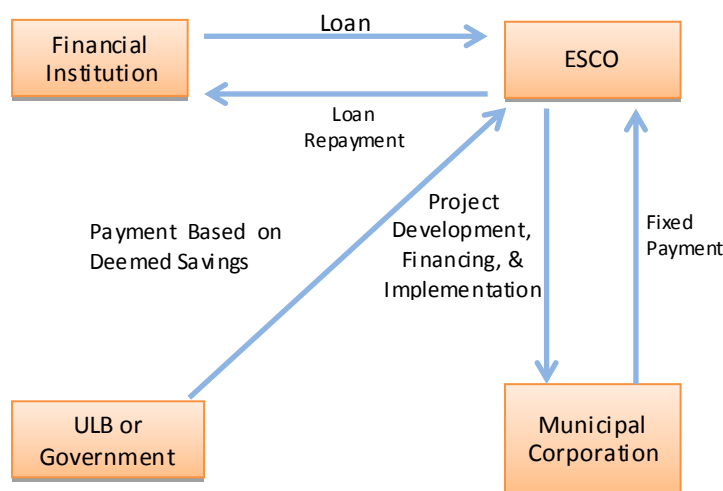 Loan
Financial
Institution
ESCO
Loan
Repayment
Payment Based on
Deemed Savings
Project
Development,
Financing, &
Implementation
Fixed
Payment
ULB or
Government
Municipal
Corporation